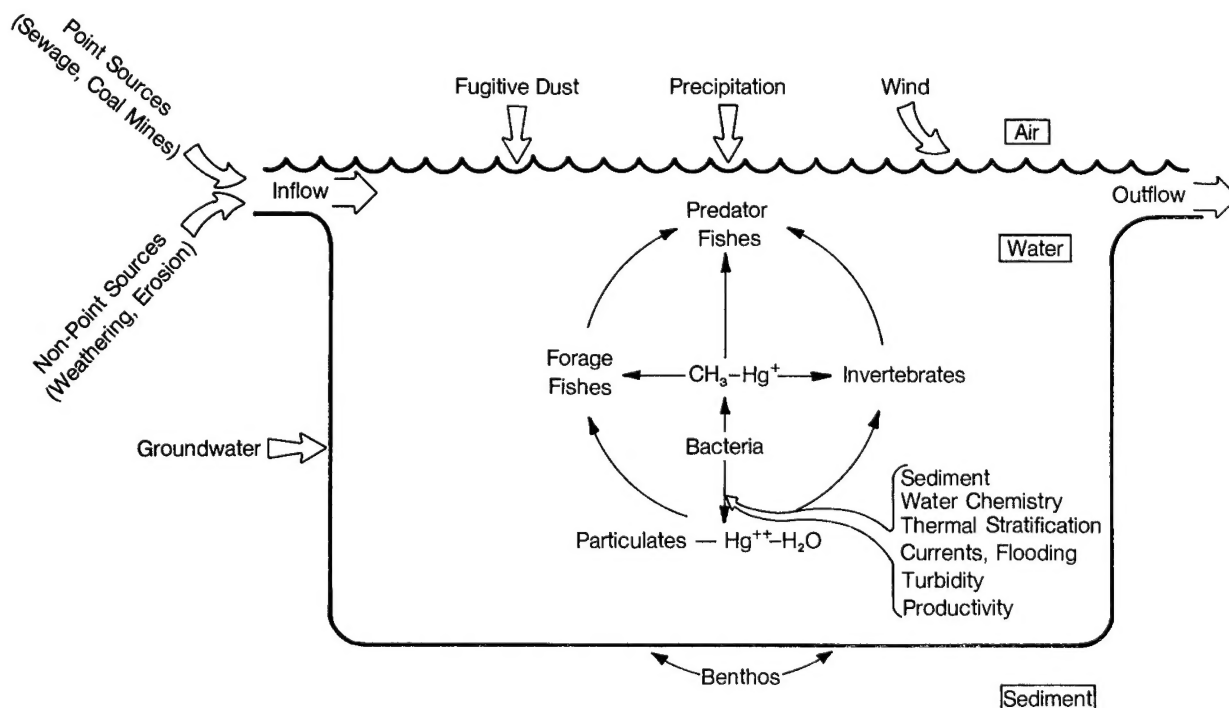 Point Sources
(Sewage, Coal Mines)
Fugitive Dust
Precipitation
Wind
Air
Inflow
Outflow
Predator
Fishes
Water
Non-Point Sources
(Weathering, Erosion)
Forage
Fishes
CH₃–Hg⁺
Invertebrates
Groundwater
Bacteria
Sediment
Water Chemistry
Thermal Stratification
Currents, Flooding
Turbidity
Productivity
Particulates — Hg⁺⁺–H₂O
Benthos
Sediment